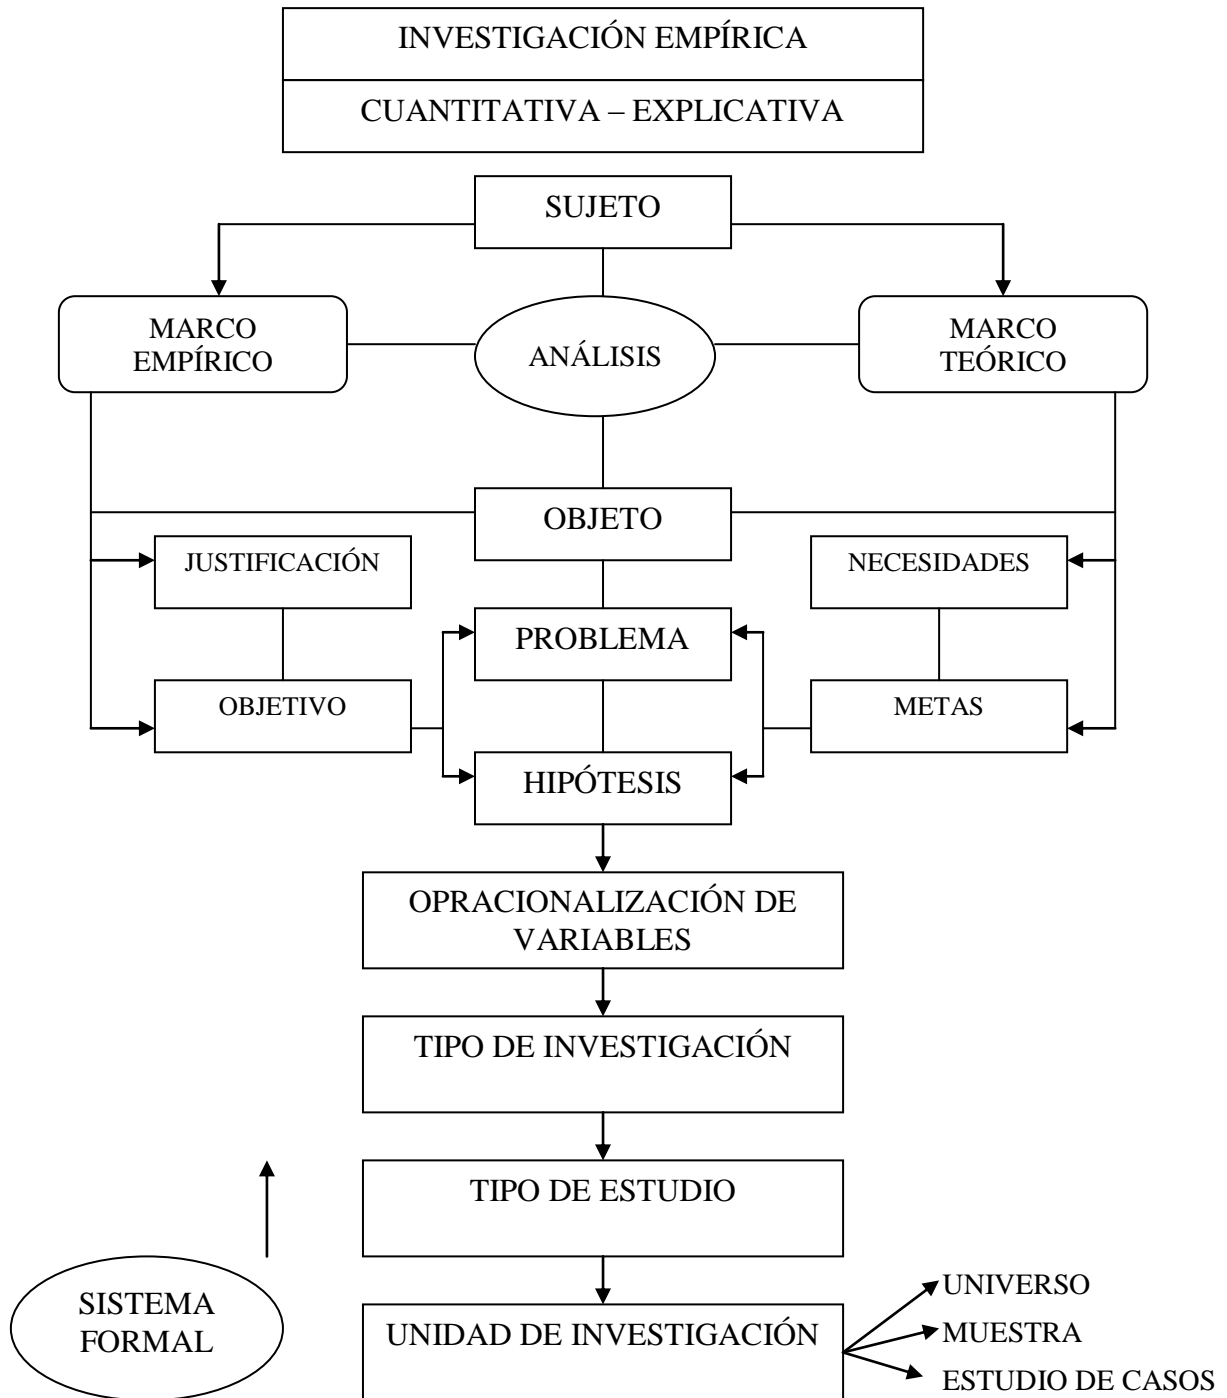 INVESTIGACIÓN EMPÍRICA
CUANTITATIVA – EXPLICATIVA
SUJETO
MARCO
EMPÍRICO
ANÁLISIS
MARCO
TEÓRICO
OBJETO
JUSTIFICACIÓN
NECESIDADES
PROBLEMA
OBJETIVO
METAS
HIPÓTESIS
OPRACIONALIZACIÓN DE
VARIABLES
TIPO DE INVESTIGACIÓN
TIPO DE ESTUDIO
SISTEMA
FORMAL
UNIDAD DE INVESTIGACIÓN
UNIVERSO
MUESTRA
ESTUDIO DE CASOS